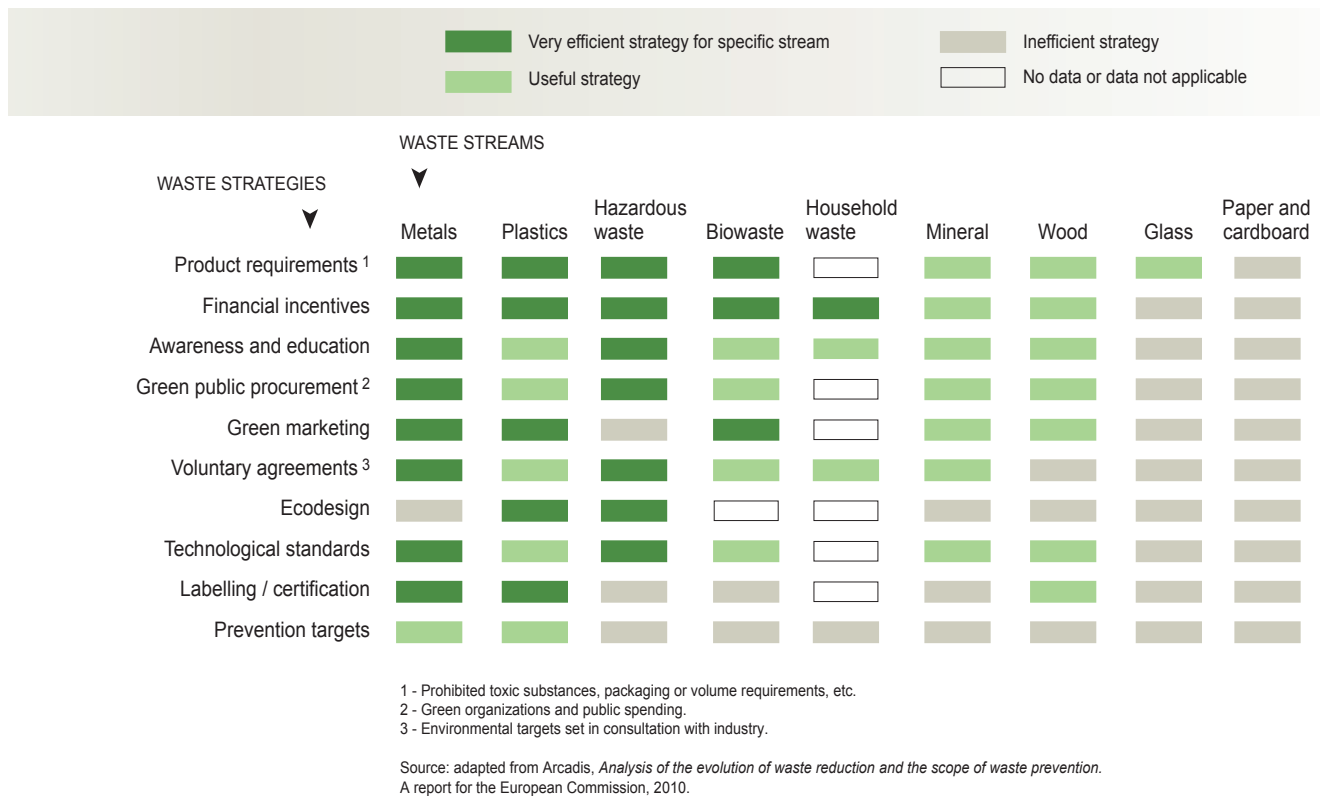 Very efficient strategy for specific stream
Inefficient strategy
Useful strategy
No data or data not applicable
WASTE STREAMS
WASTE STRATEGIES
Metals
Plastics
Hazardous
waste
Biowaste
Household
waste
Mineral
Wood
Glass
Paper and
cardboard
Product requirements 1
Financial incentives
Awareness and education
Green public procurement 2
Green marketing
Voluntary agreements 3
Ecodesign
Technological standards
Labelling / certification
Prevention targets
1 - Prohibited toxic substances, packaging or volume requirements, etc.
2 - Green organizations and public spending.
3 - Environmental targets set in consultation with industry.
Source: adapted from Arcadis, Analysis of the evolution of waste reduction and the scope of waste prevention.
A report for the European Commission, 2010.